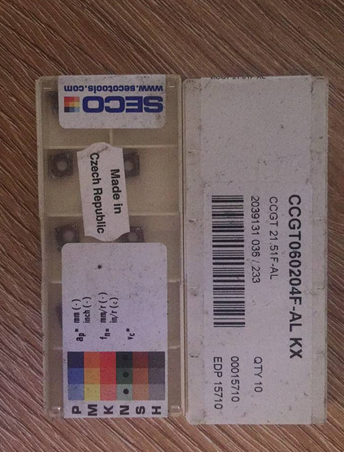 SECO
www.secotools.com
Made in
Czech Republic
H
S
N
K
M
P
CCGT060204F-AL KX
CCGT 21.51F-AL
2039131 036 / 233
QTY 10
00015710
EDP 15710